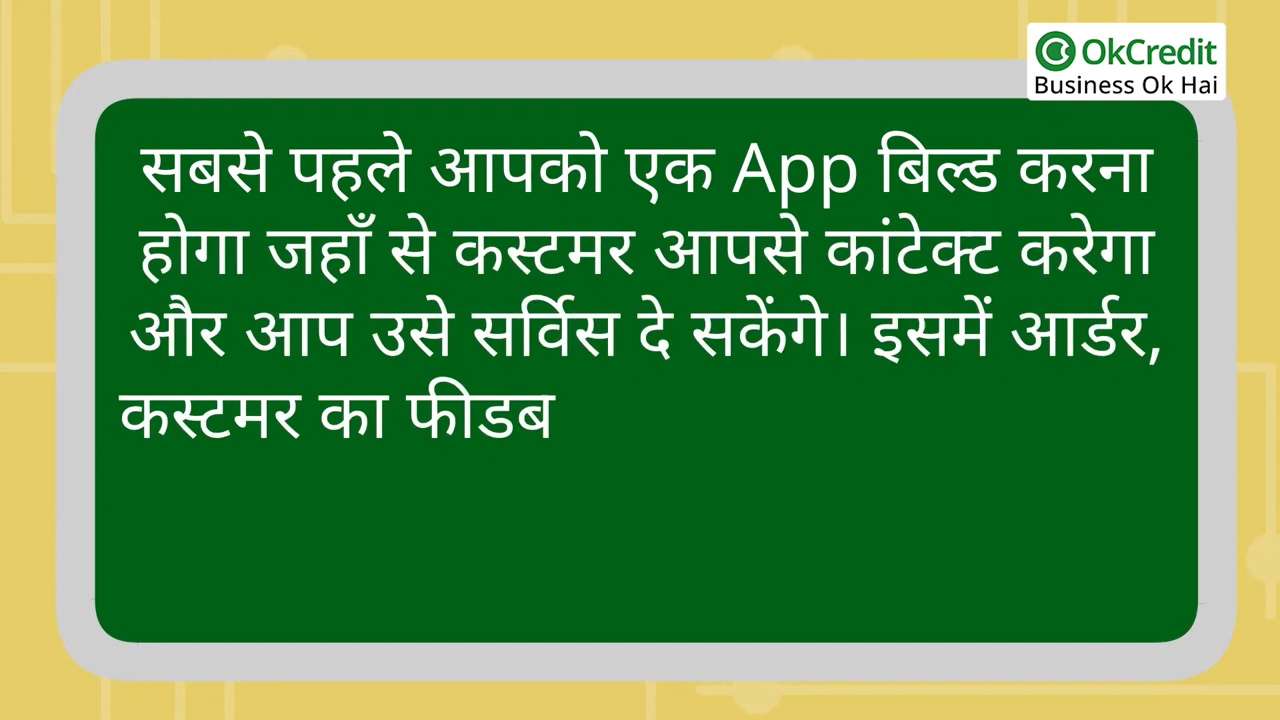 OkCredit
Business Ok Hai
सबसे पहले आपको एक App बिल्ड करना
होगा जहाँ से कस्टमर आपसे कांटेक्ट करेगा
और आप उसे सर्विस दे सकेंगे। इसमें आर्डर,
कस्टमर का फीडब